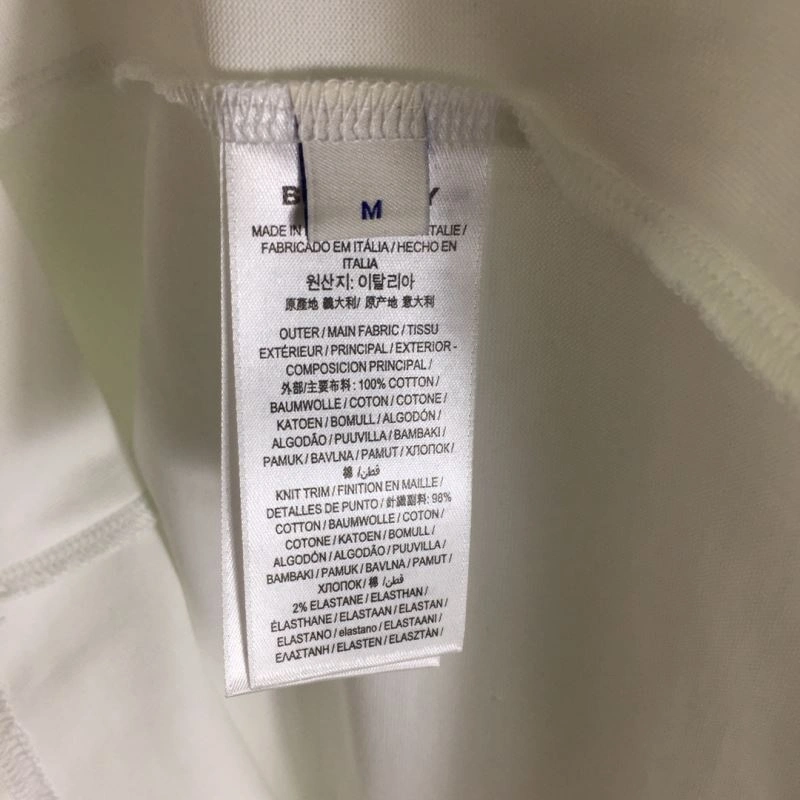 M
MADE IN
FABRICADO EM ITÁLIA / HECHO EN
ITALIA
원산지: 이탈리아
原產地 義大利/ 原产地 意大利
OUTER / MAIN FABRIC / TISSU
EXTÉRIEUR / PRINCIPAL / EXTERIOR -
COMPOSICION PRINCIPAL /
外部/主要布料: 100% COTTON /
BAUMWOLLE / COTON / COTONE /
KATOEN / BOMULL / ALGODÓN /
ALGODÃO / PUUVILLA / BAMBAKI /
PAMUK / BAVLNA / PAMUT / ХЛОПОК /
棉 / قطن
KNIT TRIM / FINITION EN MAILLE /
DETALLES DE PUNTO / 針織副料: 98%
COTTON / BAUMWOLLE / COTON /
COTONE / KATOEN / BOMULL /
ALGODÓN / ALGODÃO / PUUVILLA /
BAMBAKI / PAMUK / BAVLNA / PAMUT /
ХЛОПОК/ 棉 / قطن
2% ELASTANE / ELASTHAN /
ÉLASTHANE / ELASTAAN / ELASTAN /
ELASTANO / elastano / ELASTAANI /
ΕΛΑΣΤΑΝΗ / ELASTEN / ELASZTÁN /